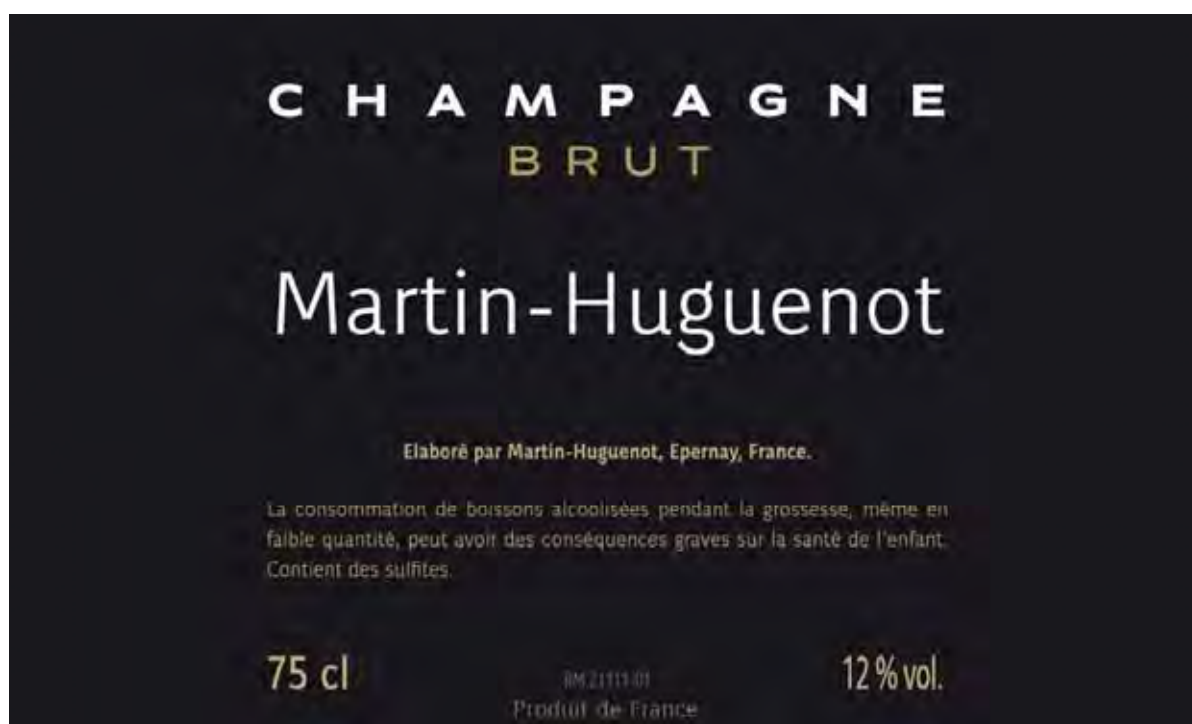 CHAMPAGNE
BRUT
Martin-Huguenot
Elaboré par Martin-Huguenot, Epernay, France.
La consommation de boissons alcoolisées pendant la grossesse, même en
faible quantité, peut avoir des conséquences graves sur la santé de l'enfant.
Contient des sulfites.
75 cl
12 % vol.
Produit de France